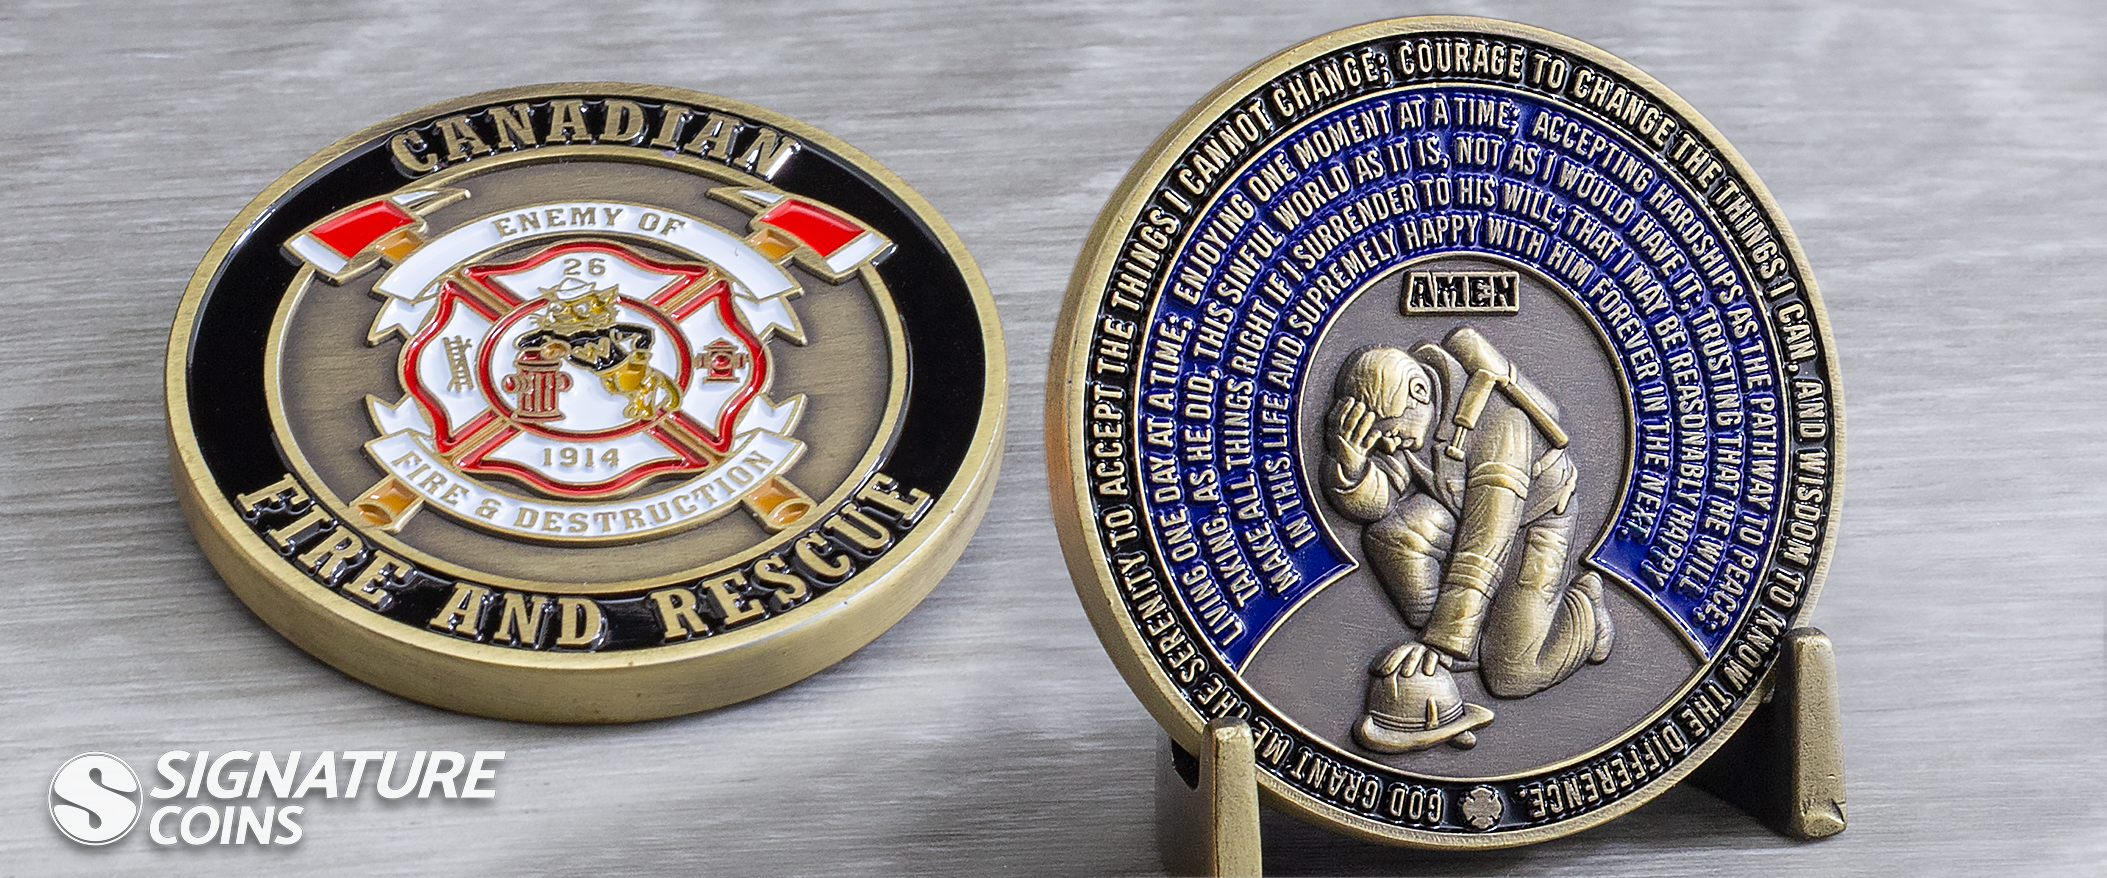 CANADIAN
ENEMY OF
26
1914
FIRE & DESTRUCTION
FIRE AND RESCUE
GOD GRANT ME THE SERENITY TO ACCEPT THE THINGS I CANNOT CHANGE; COURAGE TO CHANGE THE THINGS I CAN, AND WISDOM TO KNOW THE DIFFERENCE.
LIVING ONE DAY AT A TIME; ENJOYING ONE MOMENT AT A TIME; ACCEPTING HARDSHIPS AS THE PATHWAY TO PEACE;
TAKING, AS HE DID, THIS SINFUL WORLD AS IT IS, NOT AS I WOULD HAVE IT; TRUSTING THAT THE WILL
MAKE ALL THINGS RIGHT IF I SURRENDER TO HIS WILL; THAT I MAY BE REASONABLY HAPPY
IN THIS LIFE AND SUPREMELY HAPPY WITH HIM FOREVER IN THE NEXT.
AMEN
S SIGNATURE
COINS